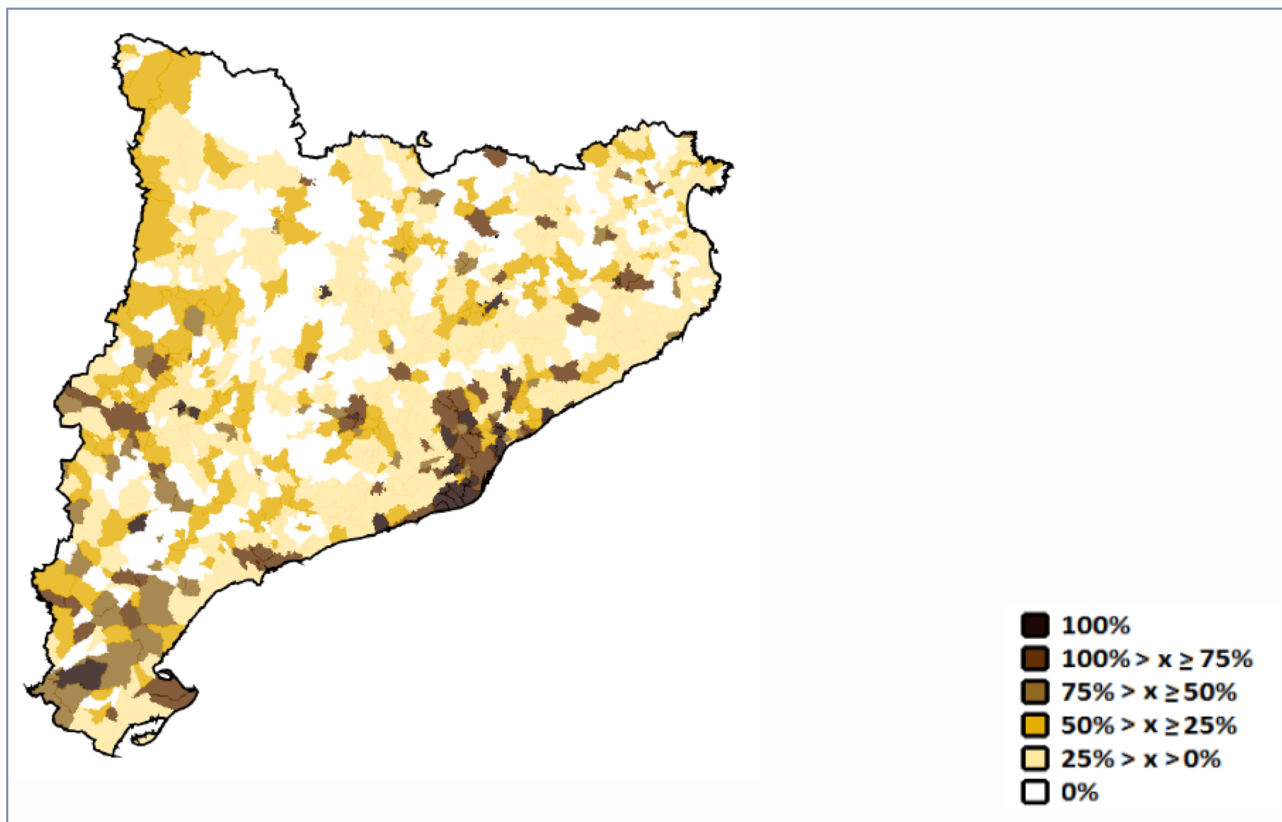 100%
100% > x ≥ 75%
75% > x ≥ 50%
50% > x ≥ 25%
25% > x > 0%
0%